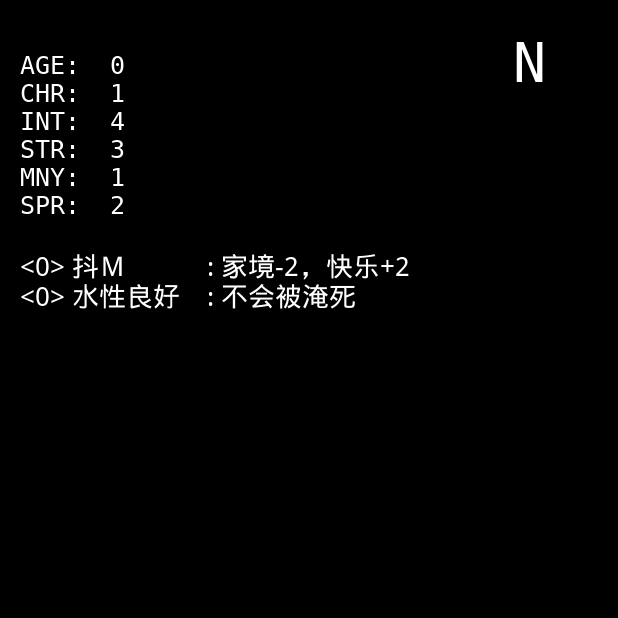 N
AGE: 0
CHR: 1
INT: 4
STR: 3
MNY: 1
SPR: 2
<0> 抖M :家境-2，快乐+2
<0> 水性良好 :不会被淹死